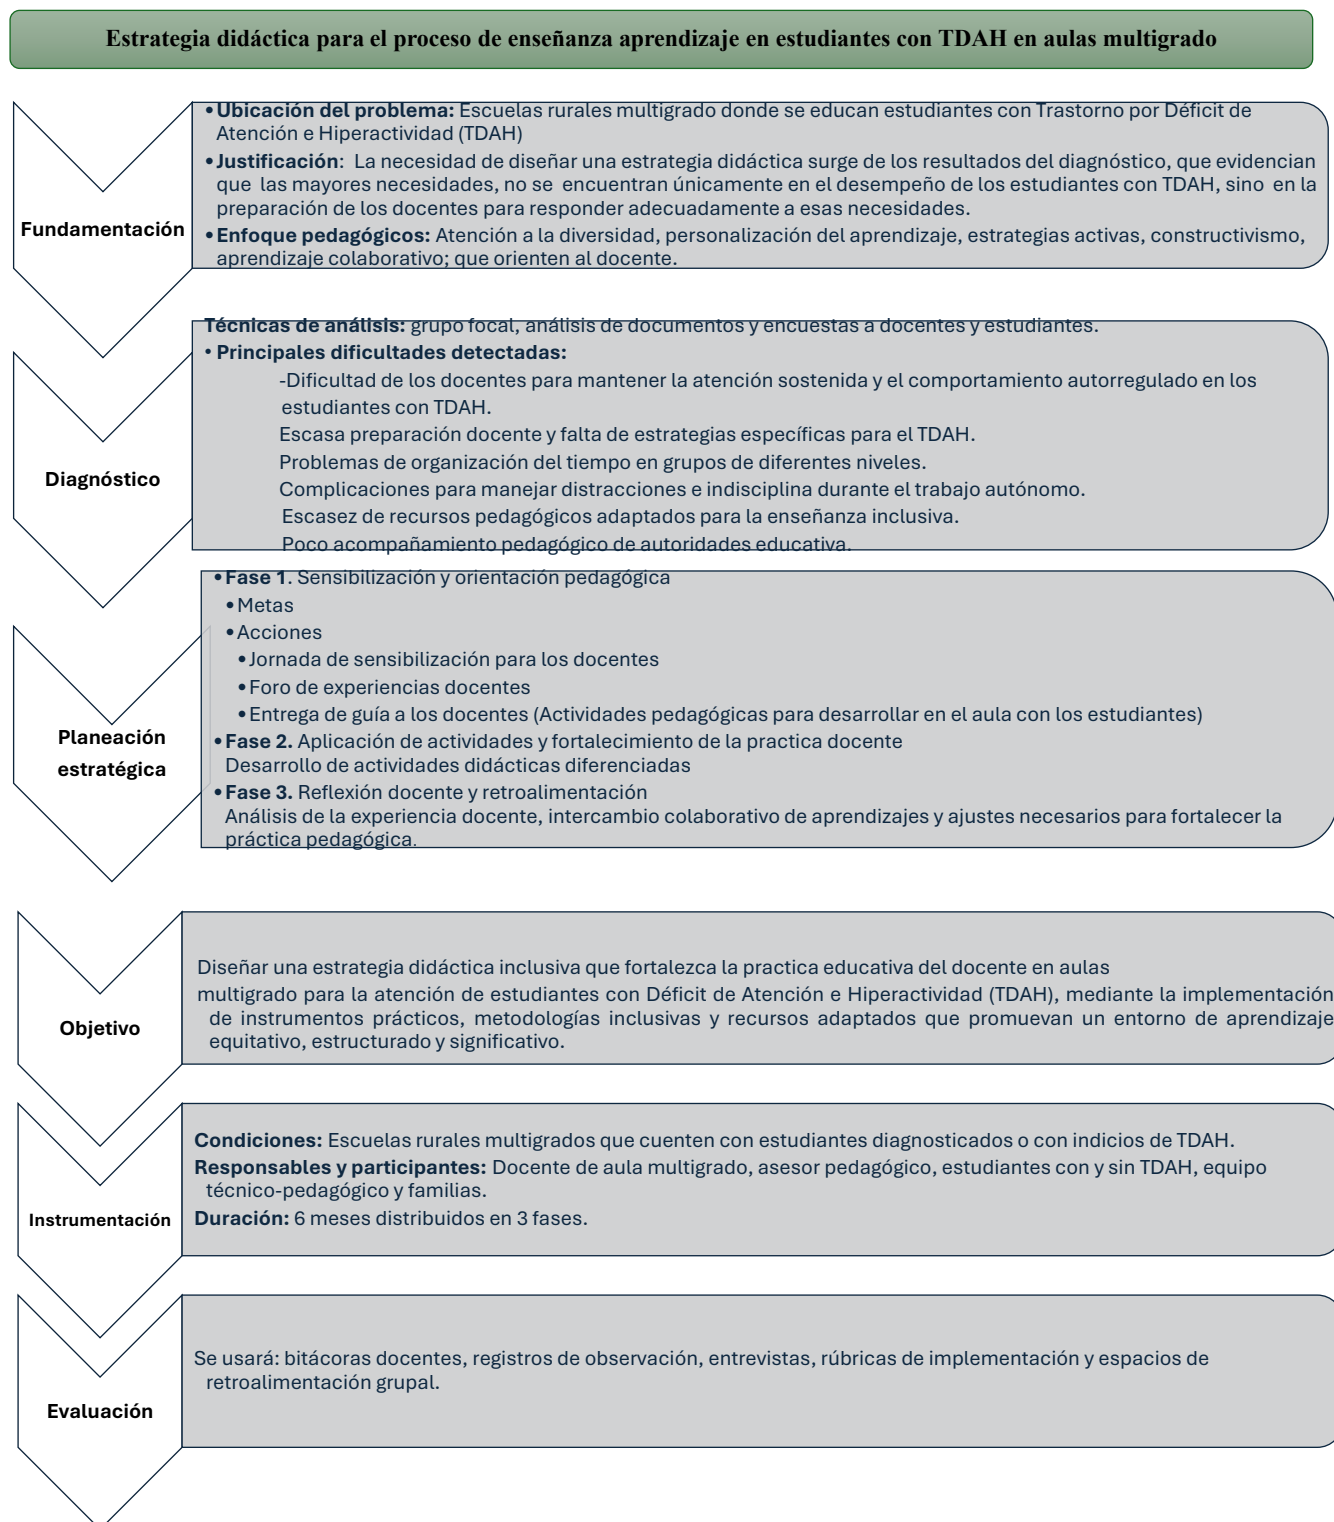 Estrategia didáctica para el proceso de enseñanza aprendizaje en estudiantes con TDAH en aulas multigrado
Fundamentación
•Ubicación del problema: Escuelas rurales multigrado donde se educan estudiantes con Trastorno por Déficit de
Atención e Hiperactividad (TDAH)
•Justificación: La necesidad de diseñar una estrategia didáctica surge de los resultados del diagnóstico, que evidencian
que las mayores necesidades, no se encuentran únicamente en el desempeño de los estudiantes con TDAH, sino en la
preparación de los docentes para responder adecuadamente a esas necesidades.
•Enfoque pedagógicos: Atención a la diversidad, personalización del aprendizaje, estrategias activas, constructivismo,
aprendizaje colaborativo; que orienten al docente.
Diagnóstico
Técnicas de análisis: grupo focal, análisis de documentos y encuestas a docentes y estudiantes.
• Principales dificultades detectadas:
-Dificultad de los docentes para mantener la atención sostenida y el comportamiento autorregulado en los
estudiantes con TDAH.
Escasa preparación docente y falta de estrategias específicas para el TDAH.
Problemas de organización del tiempo en grupos de diferentes niveles.
Complicaciones para manejar distracciones e indisciplina durante el trabajo autónomo.
Escasez de recursos pedagógicos adaptados para la enseñanza inclusiva.
Poco acompañamiento pedagógico de autoridades educativa.
Planeación
estratégica
•Fase 1. Sensibilización y orientación pedagógica
•Metas
•Acciones
•Jornada de sensibilización para los docentes
•Foro de experiencias docentes
•Entrega de guía a los docentes (Actividades pedagógicas para desarrollar en el aula con los estudiantes)
•Fase 2. Aplicación de actividades y fortalecimiento de la practica docente
Desarrollo de actividades didácticas diferenciadas
•Fase 3. Reflexión docente y retroalimentación
Análisis de la experiencia docente, intercambio colaborativo de aprendizajes y ajustes necesarios para fortalecer la
práctica pedagógica.
Objetivo
Diseñar una estrategia didáctica inclusiva que fortalezca la practica educativa del docente en aulas
multigrado para la atención de estudiantes con Déficit de Atención e Hiperactividad (TDAH), mediante la implementación
de instrumentos prácticos, metodologías inclusivas y recursos adaptados que promuevan un entorno de aprendizaje
equitativo, estructurado y significativo.
Instrumentación
Condiciones: Escuelas rurales multigrados que cuenten con estudiantes diagnosticados o con indicios de TDAH.
Responsables y participantes: Docente de aula multigrado, asesor pedagógico, estudiantes con y sin TDAH, equipo
técnico-pedagógico y familias.
Duración: 6 meses distribuidos en 3 fases.
Evaluación
Se usará: bitácoras docentes, registros de observación, entrevistas, rúbricas de implementación y espacios de
retroalimentación grupal.